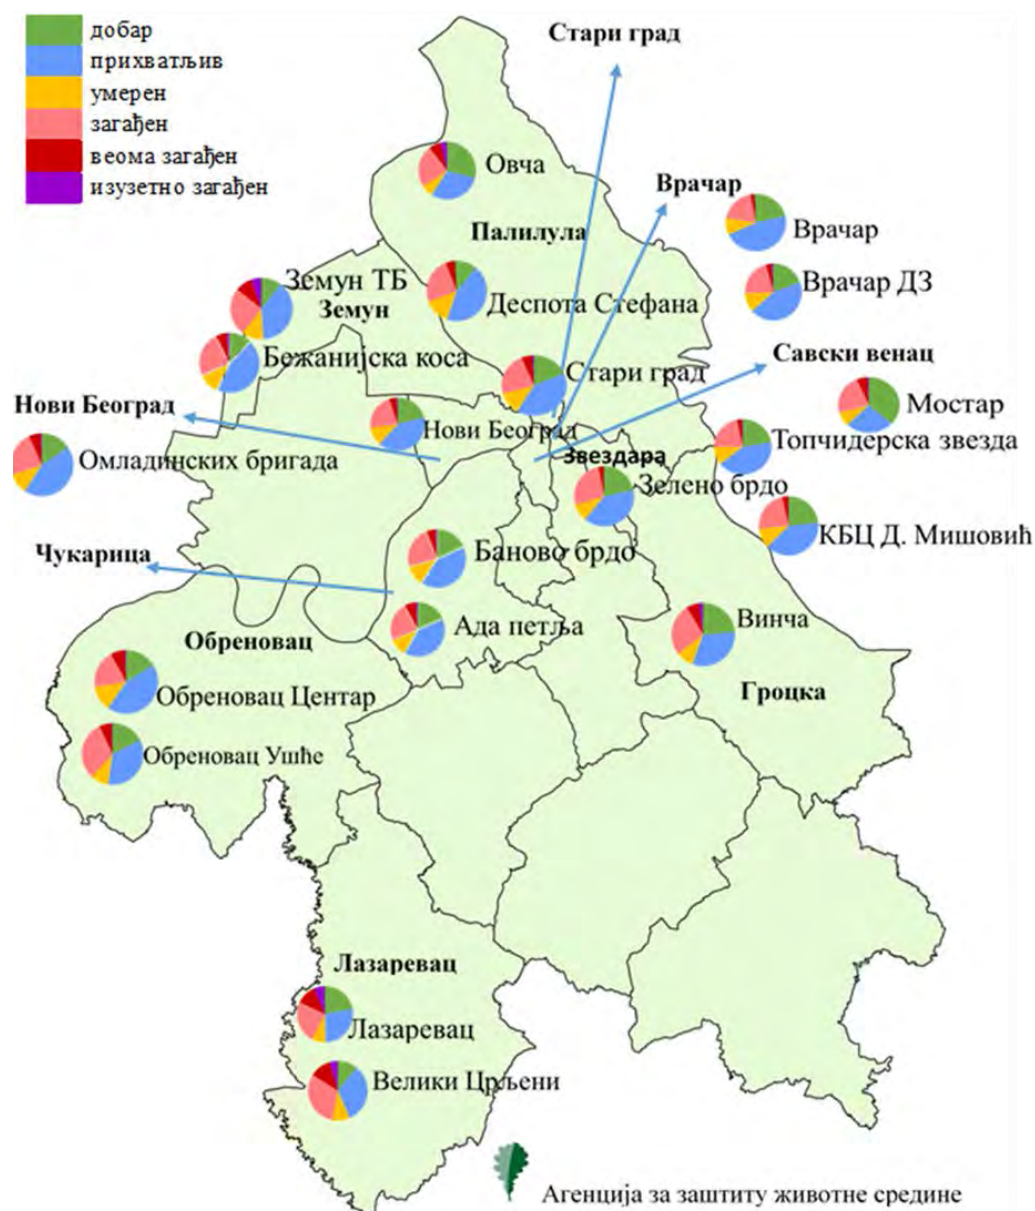 добар
прихватљив
умерен
загађен
веома загађен
изузетно загађен
Стари град
Овча
Врачар
Палилула
Врачар
Земун ТБ
Земун
Деспота Стефана
Врачар ДЗ
Бежанијска коса
Стари град
Савски венац
Нови Београд
Мостар
Нови Београд
Топчидерска звезда
Омладинских бригада
Звездара
Зелено брдо
КБЦ Д. Мишовић
Чукарица
Баново брдо
Ада петља
Винча
Обреновац
Обреновац Центар
Гроцка
Обреновац Ушће
Лазаревац
Лазаревац
Велики Црљени
Агенција за заштиту животне средине